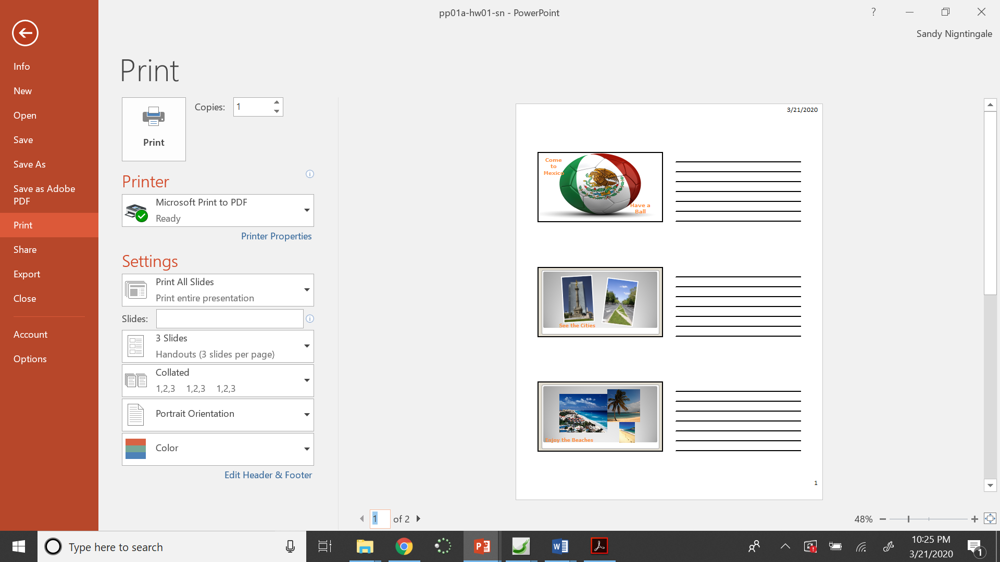 pp01a-hw01-sn - PowerPoint
?
Sandy Nigntingale
Info
New
Open
Save
Save As
Save as Adobe
PDF
Print
Share
Export
Close
Account
Options
Print
Print
Copies: 1
Printer
Microsoft Print to PDF
Ready
Printer Properties
Settings
Print All Slides
Print entire presentation
Slides:
3 Slides
Handouts (3 slides per page)
Collated
1,2,3 1,2,3 1,2,3
Portrait Orientation
Color
Edit Header & Footer
3/21/2020
Come
to
Mexico
Have a
Ball
See the Cities
Enjoy the Beaches
1
1 of 2
48%
Type here to search
10:25 PM
3/21/2020
1